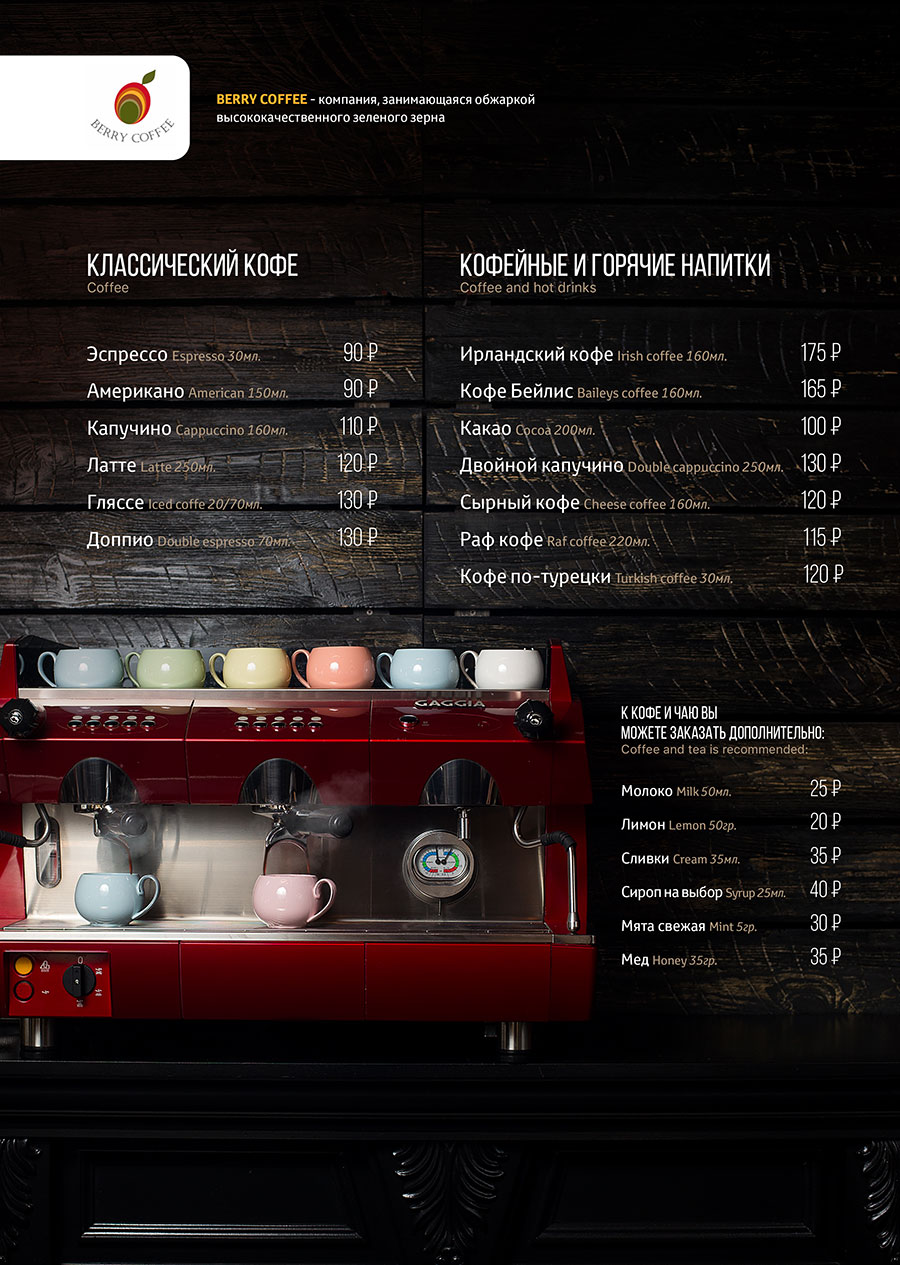 BERRY COFFEE
BERRY COFFEE - компания, занимающаяся обжаркой
высококачественного зеленого зерна
КЛАССИЧЕСКИЙ КОФЕ
Coffee
Эспрессо Espresso 30мл. 90 ₽
Американо American 150мл. 90 ₽
Капучино Cappuccino 160мл. 110 ₽
Латте Latte 250мл. 120 ₽
Гляссе Iced coffe 20/70мл. 130 ₽
Доппио Double espresso 70мл. 130 ₽
КОФЕЙНЫЕ И ГОРЯЧИЕ НАПИТКИ
Coffee and hot drinks
Ирландский кофе Irish coffee 160мл. 175 ₽
Кофе Бейлис Baileys coffee 160мл. 165 ₽
Какао Cocoa 200мл. 100 ₽
Двойной капучино Double cappuccino 250мл. 130 ₽
Сырный кофе Cheese coffee 160мл. 120 ₽
Раф кофе Raf coffee 220мл. 115 ₽
Кофе по-турецки Turkish coffee 30мл. 120 ₽
GAGGIA
К КОФЕ И ЧАЮ ВЫ
МОЖЕТЕ ЗАКАЗАТЬ ДОПОЛНИТЕЛЬНО:
Coffee and tea is recommended:
Молоко Milk 50мл. 25 ₽
Лимон Lemon 50гр. 20 ₽
Сливки Cream 35мл. 35 ₽
Сироп на выбор Syrup 25мл. 40 ₽
Мята свежая Mint 5гр. 30 ₽
Мед Honey 35гр. 35 ₽